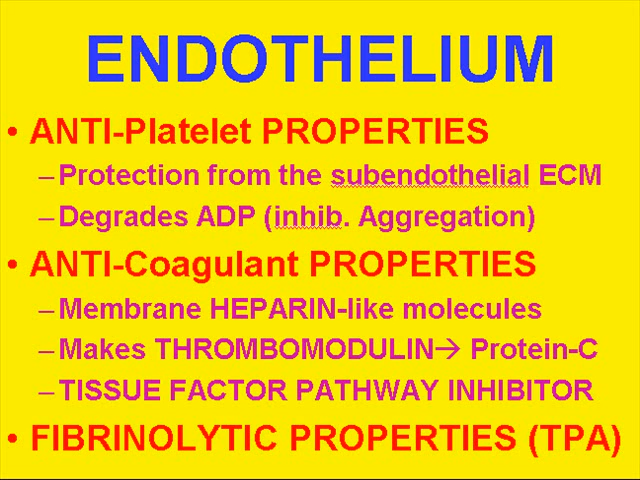 ENDOTHELIUM
• ANTI-Platelet PROPERTIES
–Protection from the subendothelial ECM
–Degrades ADP (inhib. Aggregation)
• ANTI-Coagulant PROPERTIES
–Membrane HEPARIN-like molecules
–Makes THROMBOMODULIN→ Protein-C
–TISSUE FACTOR PATHWAY INHIBITOR
• FIBRINOLYTIC PROPERTIES (TPA)